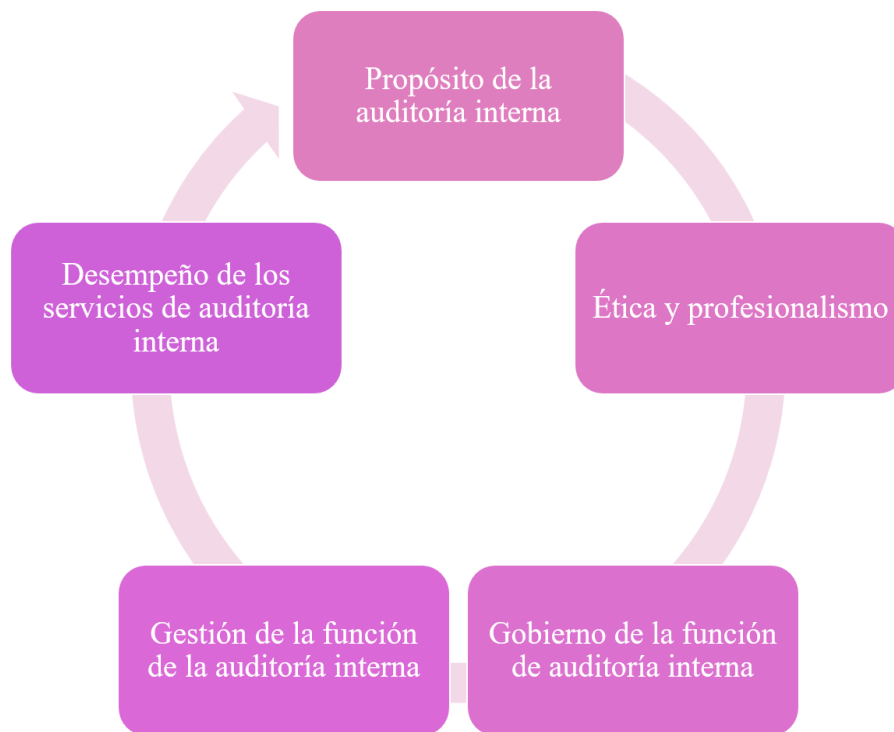 Propósito de la
auditoría interna
Ética y profesionalismo
Gobierno de la función
de auditoría interna
Gestión de la función
de la auditoría interna
Desempeño de los
servicios de auditoría
interna